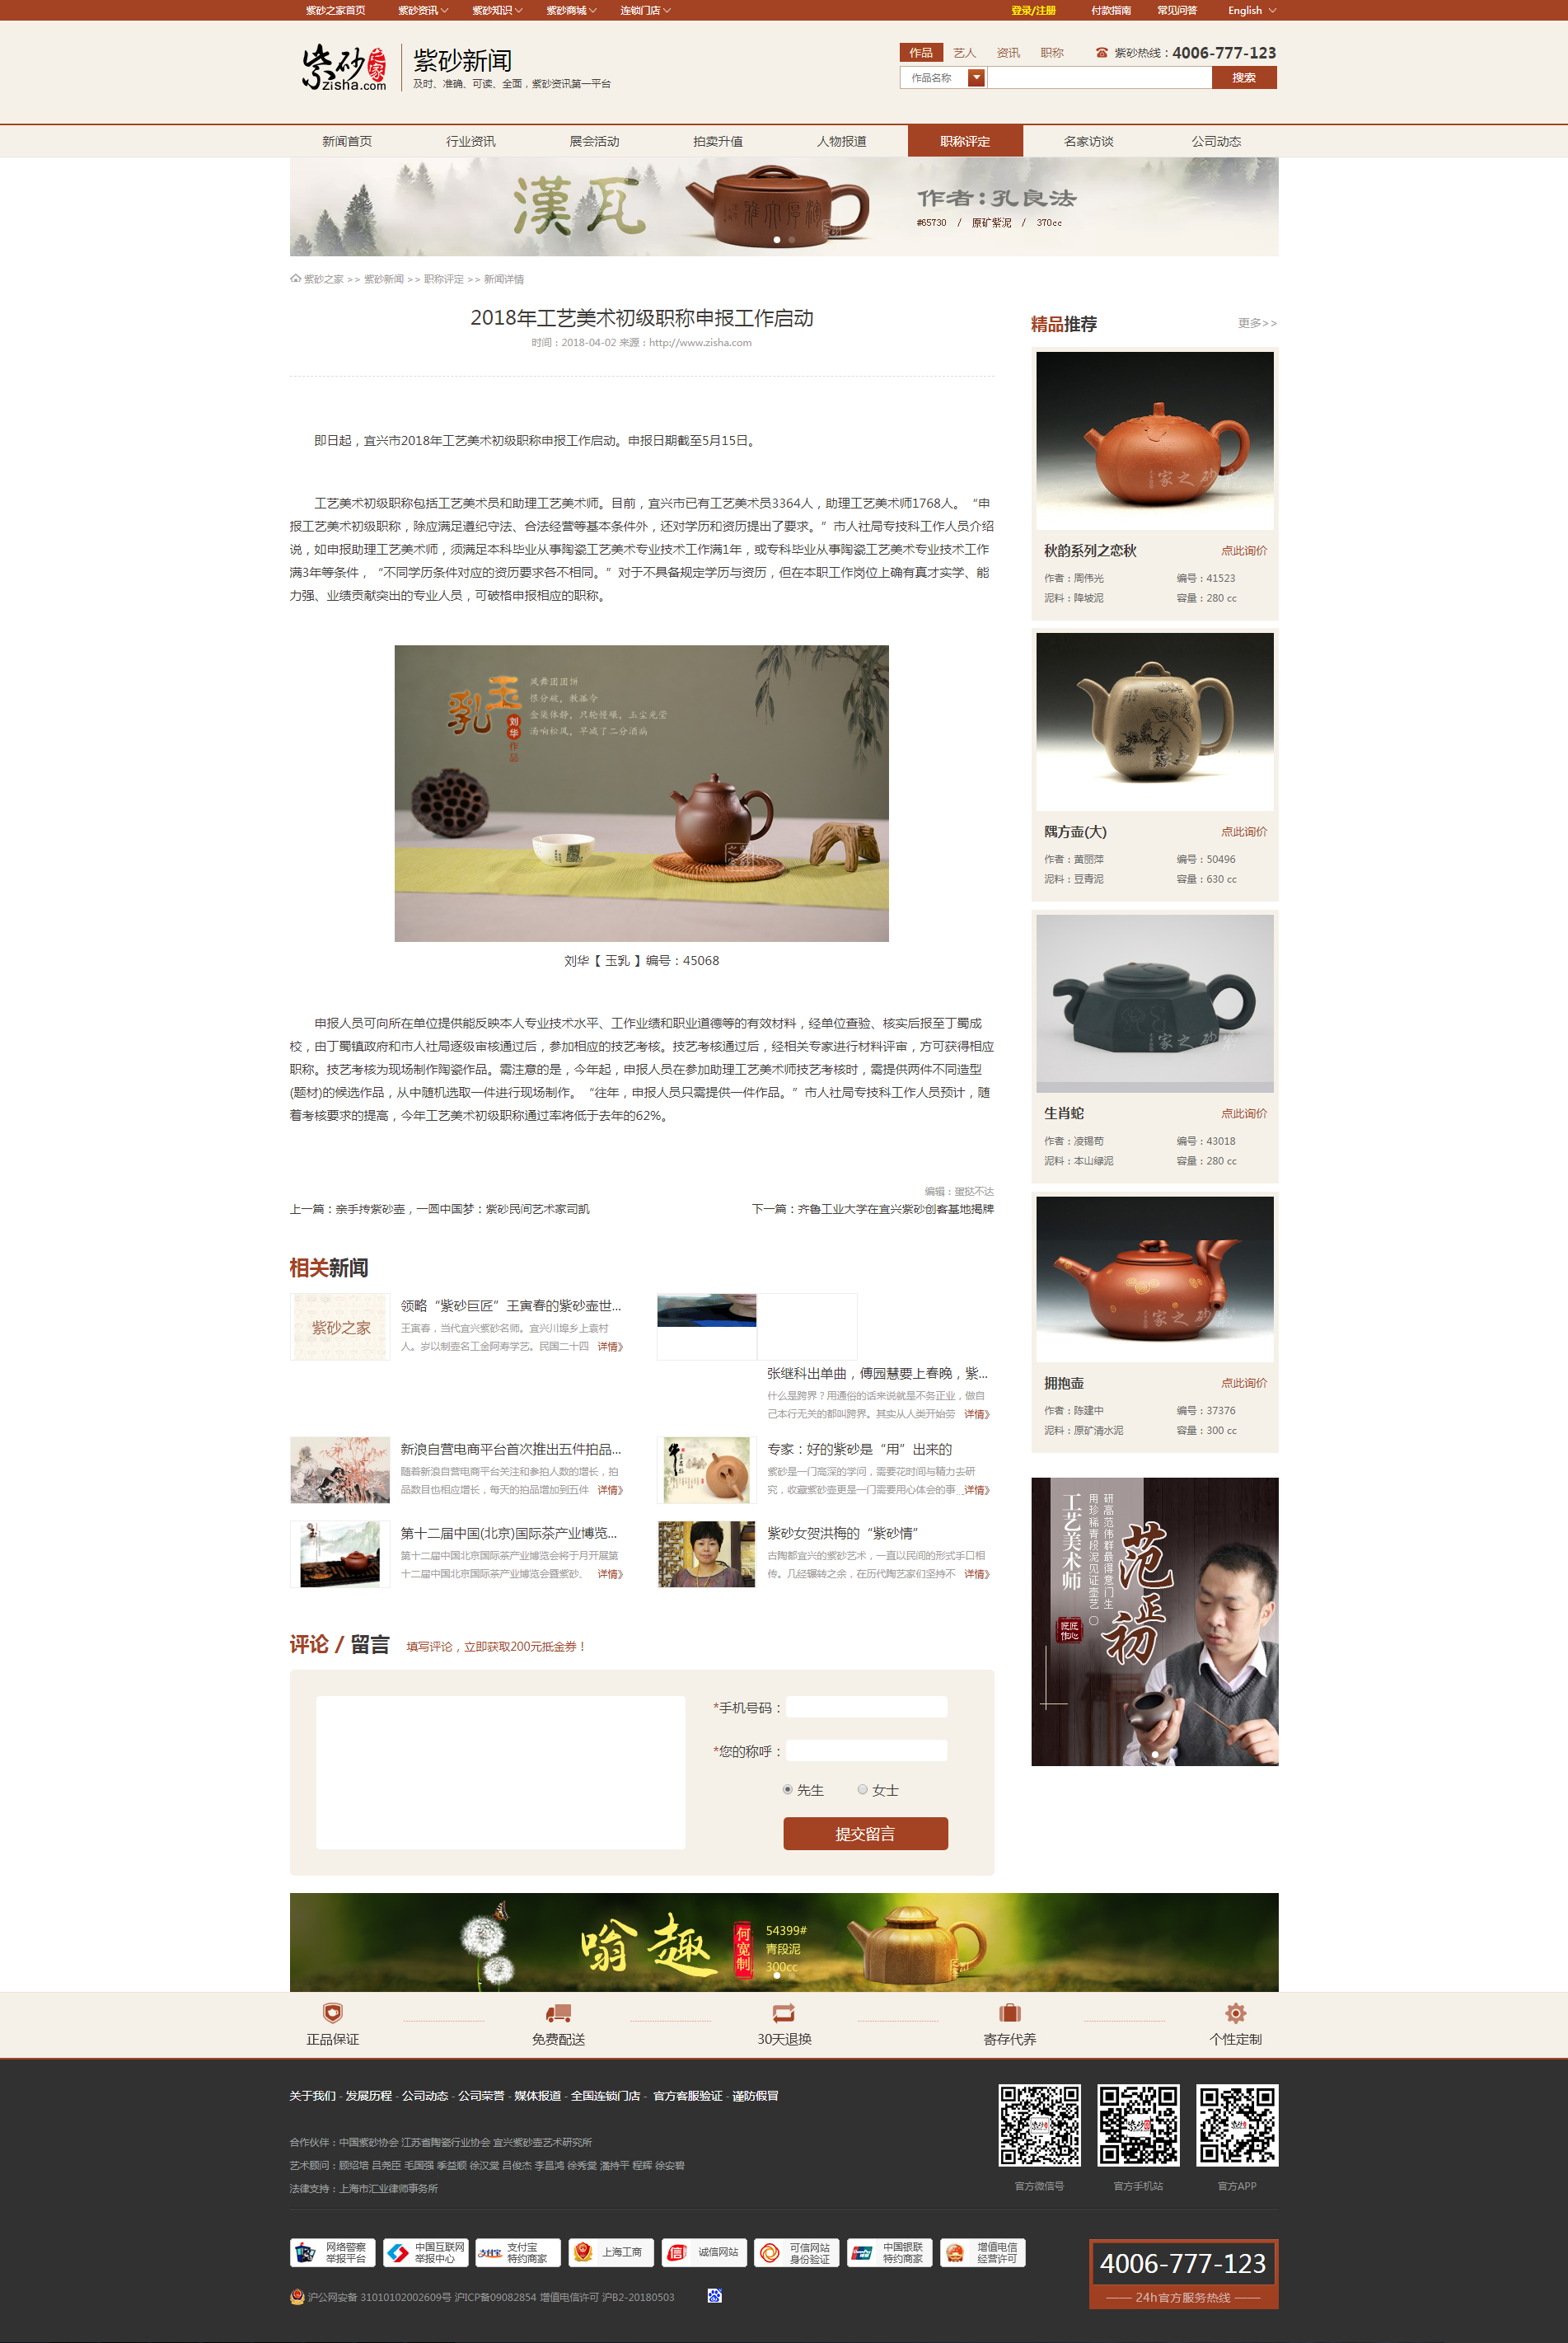 紫砂之家首页 紫砂资讯 紫砂知识 紫砂商城 连锁门店 登录/注册 付款指南 常见问答 English
紫砂之家 zisha.com
紫砂新闻
及时、准确、可读、全面，紫砂资讯第一平台
作品 艺人 资讯 职称 紫砂热线：4006-777-123
作品名称 搜索
新闻首页 行业资讯 展会活动 拍卖升值 人物报道 职称评定 名家访谈 公司动态
漢瓦
作者:孔良法
#65730 / 原矿紫泥 / 370cc
紫砂之家 >> 紫砂新闻 >> 职称评定 >> 新闻详情
2018年工艺美术初级职称申报工作启动
时间：2018-04-02 来源：http://www.zisha.com
即日起，宜兴市2018年工艺美术初级职称申报工作启动。申报日期截至5月15日。
工艺美术初级职称包括工艺美术员和助理工艺美术师。目前，宜兴市已有工艺美术员3364人，助理工艺美术师1768人。“申
报工艺美术初级职称，除应满足遵纪守法、合法经营等基本条件外，还对学历和资历提出了要求。”市人社局专技科工作人员介绍
说，如申报助理工艺美术师，须满足本科毕业从事陶瓷工艺美术专业技术工作满1年，或专科毕业从事陶瓷工艺美术专业技术工作
满3年等条件，“不同学历条件对应的资历要求各不相同。”对于不具备规定学历与资历，但在本职工作岗位上确有真才实学、能
力强、业绩贡献突出的专业人员，可破格申报相应的职称。
玉乳
刘华作品
凤舞团团饼
恨分破，教孤令
金渠体静，只轮慢碾，玉尘光莹
汤响松风，早减了二分酒病
刘华【 玉乳 】编号：45068
申报人员可向所在单位提供能反映本人专业技术水平、工作业绩和职业道德等的有效材料，经单位查验、核实后报至丁蜀成
校，由丁蜀镇政府和市人社局逐级审核通过后，参加相应的技艺考核。技艺考核通过后，经相关专家进行材料评审，方可获得相应
职称。技艺考核为现场制作陶瓷作品。需注意的是，今年起，申报人员在参加助理工艺美术师技艺考核时，需提供两件不同造型
(题材)的候选作品，从中随机选取一件进行现场制作。“往年，申报人员只需提供一件作品。”市人社局专技科工作人员预计，随
着考核要求的提高，今年工艺美术初级职称通过率将低于去年的62%。
编辑：蛋挞不达
上一篇：亲手抟紫砂壶，一圆中国梦：紫砂民间艺术家司凯 下一篇：齐鲁工业大学在宜兴紫砂创客基地揭牌
相关新闻
紫砂之家
领略“紫砂巨匠”王寅春的紫砂壶世...
王寅春，当代宜兴紫砂名师。宜兴川埠乡上袁村
人。岁以制壶名工金阿寿学艺。民国二十四 详情》
张继科出单曲，傅园慧要上春晚，紫...
什么是跨界？用通俗的话来说就是不务正业，做自
己本行无关的都叫跨界。其实从人类开始劳 详情》
新浪自营电商平台首次推出五件拍品...
随着新浪自营电商平台关注和参拍人数的增长，拍
品数目也相应增长，每天的拍品增加到五件 详情》
专家：好的紫砂是“用”出来的
紫砂是一门高深的学问，需要花时间与精力去研
究，收藏紫砂壶更是一门需要用心体会的事... 详情》
第十二届中国(北京)国际茶产业博览...
第十二届中国北京国际茶产业博览会将于月开展第
十二届中国北京国际茶产业博览会暨紫砂、 详情》
紫砂女贺洪梅的“紫砂情”
古陶都宜兴的紫砂艺术，一直以民间的形式手口相
传。几经辗转之余，在历代陶艺家们坚持不 详情》
评论 / 留言 填写评论，立即获取200元抵金券！
*手机号码：
*您的称呼：
先生 女士
提交留言
精品推荐 更多>>
秋韵系列之恋秋 点此询价
作者：周伟光 编号：41523
泥料：降坡泥 容量：280 cc
隅方壶(大) 点此询价
作者：黄丽萍 编号：50496
泥料：豆青泥 容量：630 cc
生肖蛇 点此询价
作者：凌锡苟 编号：43018
泥料：本山绿泥 容量：280 cc
拥抱壶 点此询价
作者：陈建中 编号：37376
泥料：原矿清水泥 容量：300 cc
工艺美术师
范正初
研高范伟群最得意门生
用珍稀青段泥见证壶艺
匠匠作心
翁趣
何宽制
54399#
青段泥
300cc
正品保证 免费配送 30天退换 寄存代养 个性定制
关于我们 - 发展历程 - 公司动态 - 公司荣誉 - 媒体报道 - 全国连锁门店 - 官方客服验证 - 谨防假冒
合作伙伴：中国紫砂协会 江苏省陶瓷行业协会 宜兴紫砂壶艺术研究所
艺术顾问：顾绍培 吕尧臣 毛国强 季益顺 徐汉棠 吕俊杰 李昌鸿 徐秀棠 潘持平 程辉 徐安碧
法律支持：上海市汇业律师事务所
官方微信号 官方手机站 官方APP
网络警察举报平台 中国互联网举报中心 支付宝特约商家 上海工商 诚信网站 可信网站身份验证 中国银联特约商家 增值电信经营许可
沪公网安备 31010102002609号 沪ICP备09082854 增值电信许可 沪B2-20180503
4006-777-123
24h官方服务热线